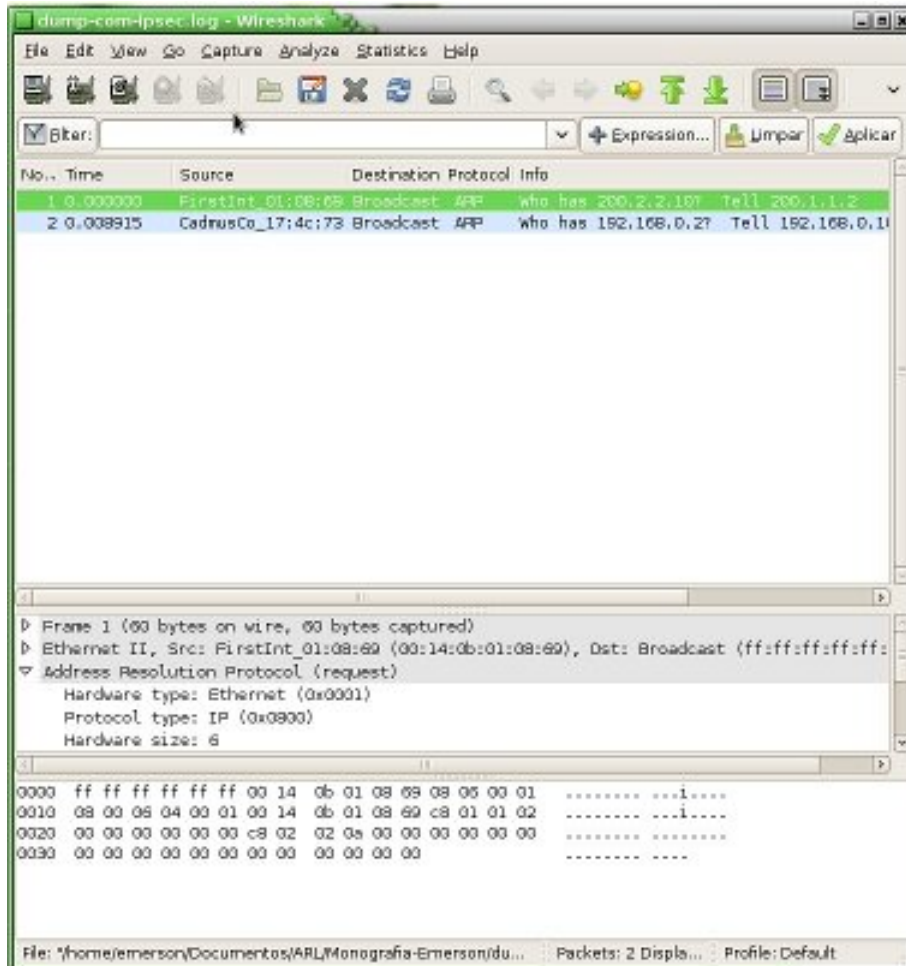 dump-com-ipsec.log - Wireshark
File Edit View Go Capture Analyze Statistics Help
Filter: Expression... Limpar Aplicar
No.. Time Source Destination Protocol Info
1 0.000000 FirstInt_01:08:69 Broadcast ARP Who has 200.2.2.10? Tell 200.1.1.2
2 0.008915 CadmusCo_17:4c:73 Broadcast ARP Who has 192.168.0.2? Tell 192.168.0.10
Frame 1 (60 bytes on wire, 60 bytes captured)
Ethernet II, Src: FirstInt_01:08:69 (00:14:0b:01:08:69), Dst: Broadcast (ff:ff:ff:ff:ff:
Address Resolution Protocol (request)
Hardware type: Ethernet (0x0001)
Protocol type: IP (0x0800)
Hardware size: 6
0000 ff ff ff ff ff ff 00 14 0b 01 08 69 08 06 00 01 ........ ...i....
0010 08 00 06 04 00 01 00 14 0b 01 08 69 c8 01 01 02 ........ ...i....
0020 00 00 00 00 00 00 c8 02 02 0a 00 00 00 00 00 00 ........ ........
0030 00 00 00 00 00 00 00 00 00 00 00 00 ........ ....
File: "/home/emerson/Documentos/ARL/Monografia-Emerson/du... Packets: 2 Displa... Profile: Default